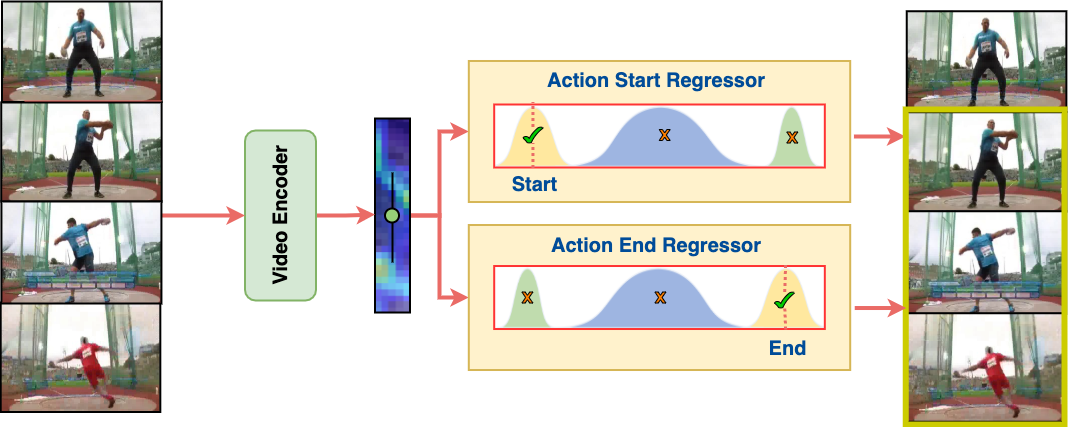 Video Encoder
Action Start Regressor
x
x
Start
Action End Regressor
x
x
End